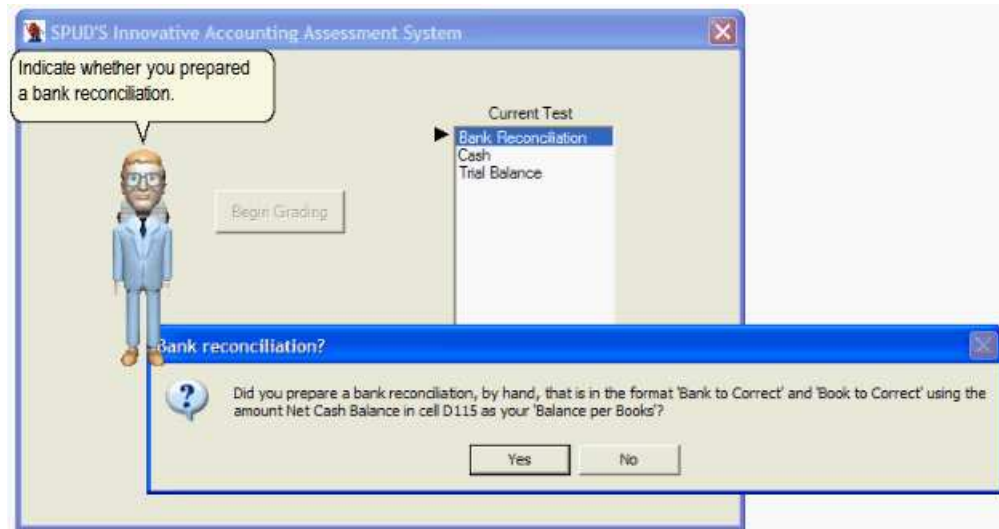 SPUD'S Innovative Accounting Assessment System
Indicate whether you prepared
a bank reconciliation.
Current Test
Bank Reconciliation
Cash
Trial Balance
Begin Grading
Bank reconciliation?
Did you prepare a bank reconciliation, by hand, that is in the format 'Bank to Correct' and 'Book to Correct' using the
amount Net Cash Balance in cell D115 as your 'Balance per Books'?
Yes
No